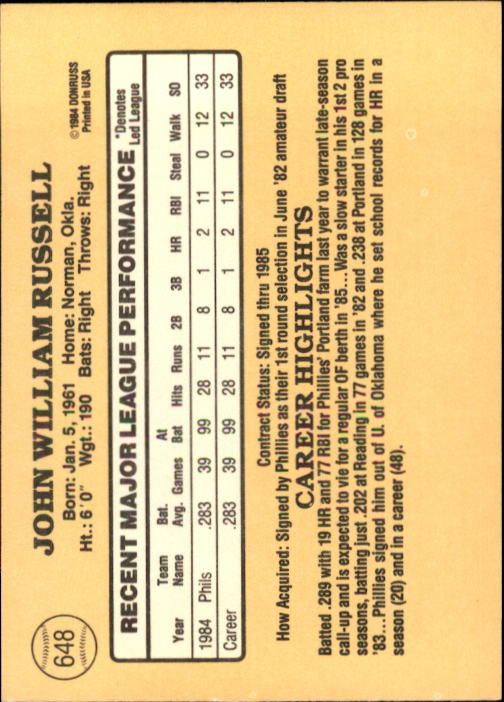 648
JOHN WILLIAM RUSSELL
Born: Jan. 5, 1961 Home: Norman, Okla.
Ht.: 6'0" Wgt.: 190 Bats: Right Throws: Right
©1984 DONRUSS
Printed in USA
RECENT MAJOR LEAGUE PERFORMANCE
*Denotes
Led League
Year Team Name Bat. Avg. Games At Bat Hits Runs 2B 3B HR RBI Steal Walk SO
1984 Phils .283 39 99 28 11 8 1 2 11 0 12 33
Career .283 39 99 28 11 8 1 2 11 0 12 33
Contract Status: Signed thru 1985
How Acquired: Signed by Phillies as their 1st round selection in June '82 amateur draft
CAREER HIGHLIGHTS
Batted .289 with 19 HR and 77 RBI for Phillies' Portland farm last year to warrant late-season
call-up and is expected to vie for a regular OF berth in '85...Was a slow starter in his 1st 2 pro
seasons, batting just .202 at Reading in 77 games in '82 and .238 at Portland in 128 games in
'83...Phillies signed him out of U. of Oklahoma where he set school records for HR in a
season (20) and in a career (48).